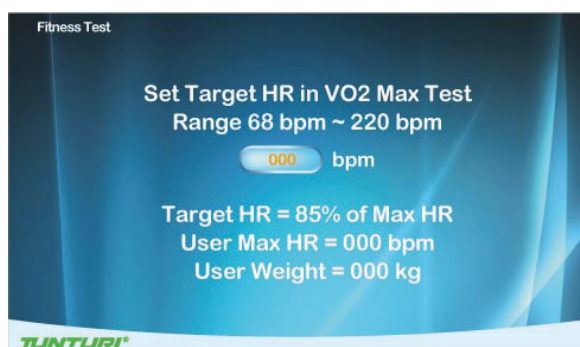 Fitness Test
Set Target HR in VO2 Max Test
Range 68 bpm ~ 220 bpm
000 bpm
Target HR = 85% of Max HR
User Max HR = 000 bpm
User Weight = 000 kg
TUNTURI®